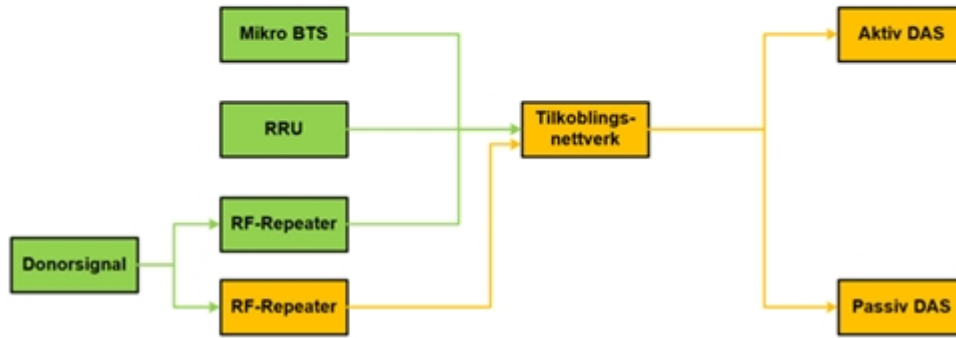 Mikro BTS
Aktiv DAS
RRU
Tilkoblings-
nettverk
RF-Repeater
Donorsignal
RF-Repeater
Passiv DAS